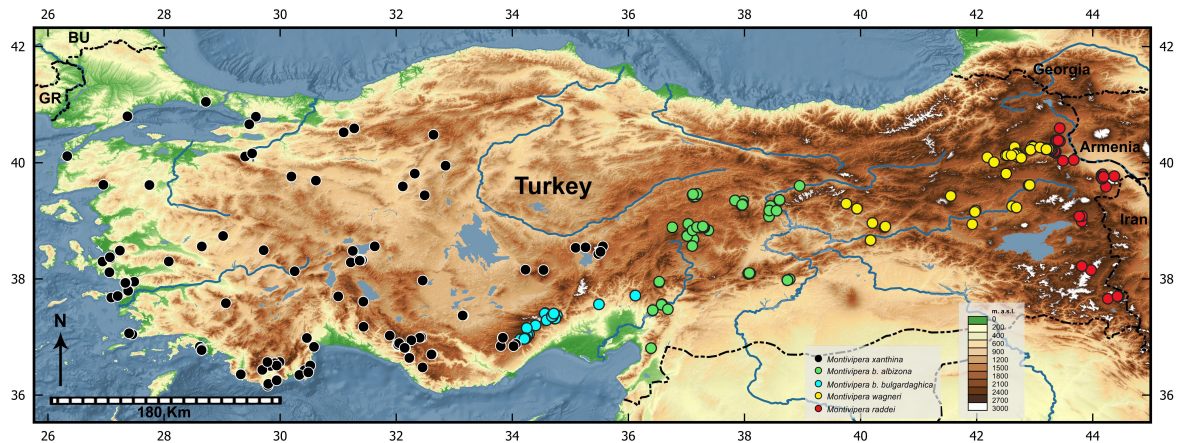 26 28 30 32 34 36 38 40 42 44
42 42
BU
GR
Georgia
Armenia
40 40
Turkey
Iran
38 38
N
m. a.s.l.
0
200
400
600
900
1200
1500
1800
2100
2400
2700
3000
Montivipera xanthina
Montivipera b. albizona
Montivipera b. bulgardaghica
Montivipera wagneri
Montivipera raddei
36 36
180 Km
26 28 30 32 34 36 38 40 42 44